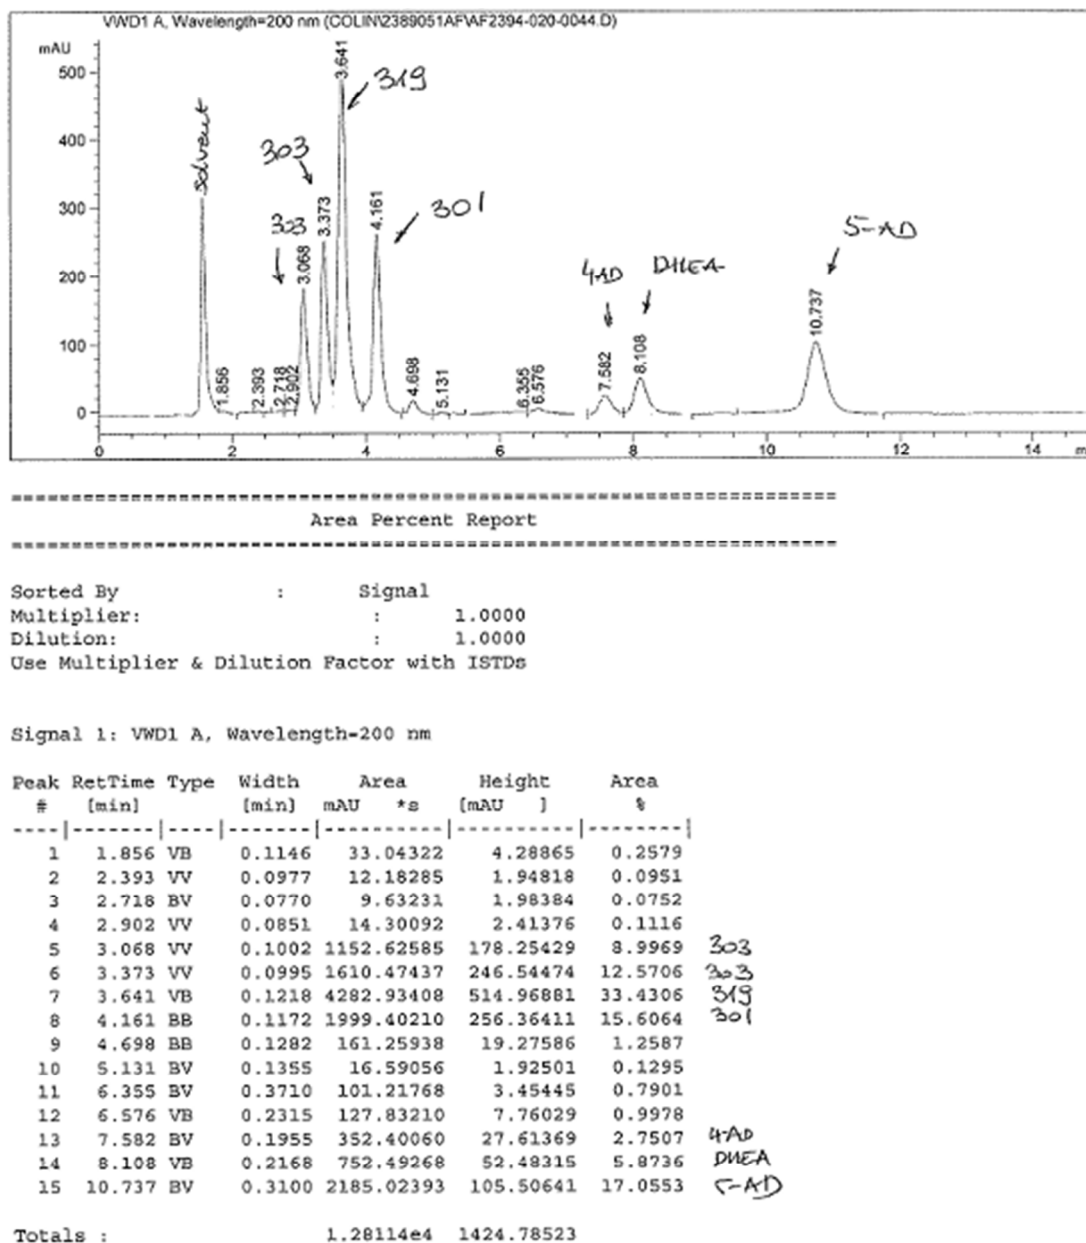 VWD1 A, Wavelength=200 nm (COLIN\2389051AF\AF2394-020-0044.D)
mAU
500
400
300
200
100
0
solvent
1.856
2.393
2.718
2.902
303
3.068
303
3.373
3.641
319
4.161
301
4.698
5.131
6.355
6.576
4AD
7.582
DHEA
8.108
5-AD
10.737
0 2 4 6 8 10 12 14 m
=====================================================================
Area Percent Report
=====================================================================
Sorted By : Signal
Multiplier: : 1.0000
Dilution: : 1.0000
Use Multiplier & Dilution Factor with ISTDs
Signal 1: VWD1 A, Wavelength=200 nm
Peak RetTime Type Width Area Height Area
# [min] [min] mAU *s [mAU ] %
----|-------|----|-------|----------|----------|--------|
1 1.856 VB 0.1146 33.04322 4.28865 0.2579
2 2.393 VV 0.0977 12.18285 1.94818 0.0951
3 2.718 BV 0.0770 9.63231 1.98384 0.0752
4 2.902 VV 0.0851 14.30092 2.41376 0.1116
5 3.068 VV 0.1002 1152.62585 178.25429 8.9969 303
6 3.373 VV 0.0995 1610.47437 246.54474 12.5706 303
7 3.641 VB 0.1218 4282.93408 514.96881 33.4306 319
8 4.161 BB 0.1172 1999.40210 256.36411 15.6064 301
9 4.698 BB 0.1282 161.25938 19.27586 1.2587
10 5.131 BV 0.1355 16.59056 1.92501 0.1295
11 6.355 BV 0.3710 101.21768 3.45445 0.7901
12 6.576 VB 0.2315 127.83210 7.76029 0.9978
13 7.582 BV 0.1955 352.40060 27.61369 2.7507 4-AD
14 8.108 VB 0.2168 752.49268 52.48315 5.8736 DHEA
15 10.737 BV 0.3100 2185.02393 105.50641 17.0553 5-AD
Totals : 1.28114e4 1424.78523